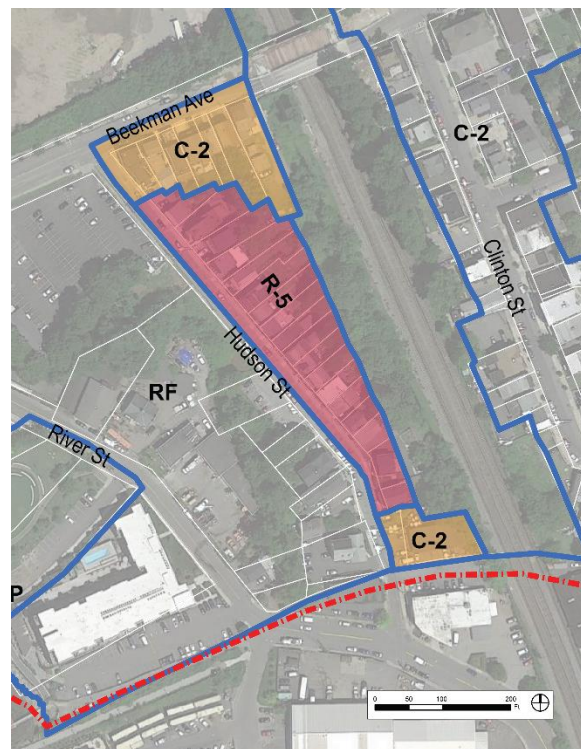 Beekman Ave
C-2
C-2
R-5
Clinton St
Hudson St
RF
River St
C-2
P
0 50 100 200
Ft.